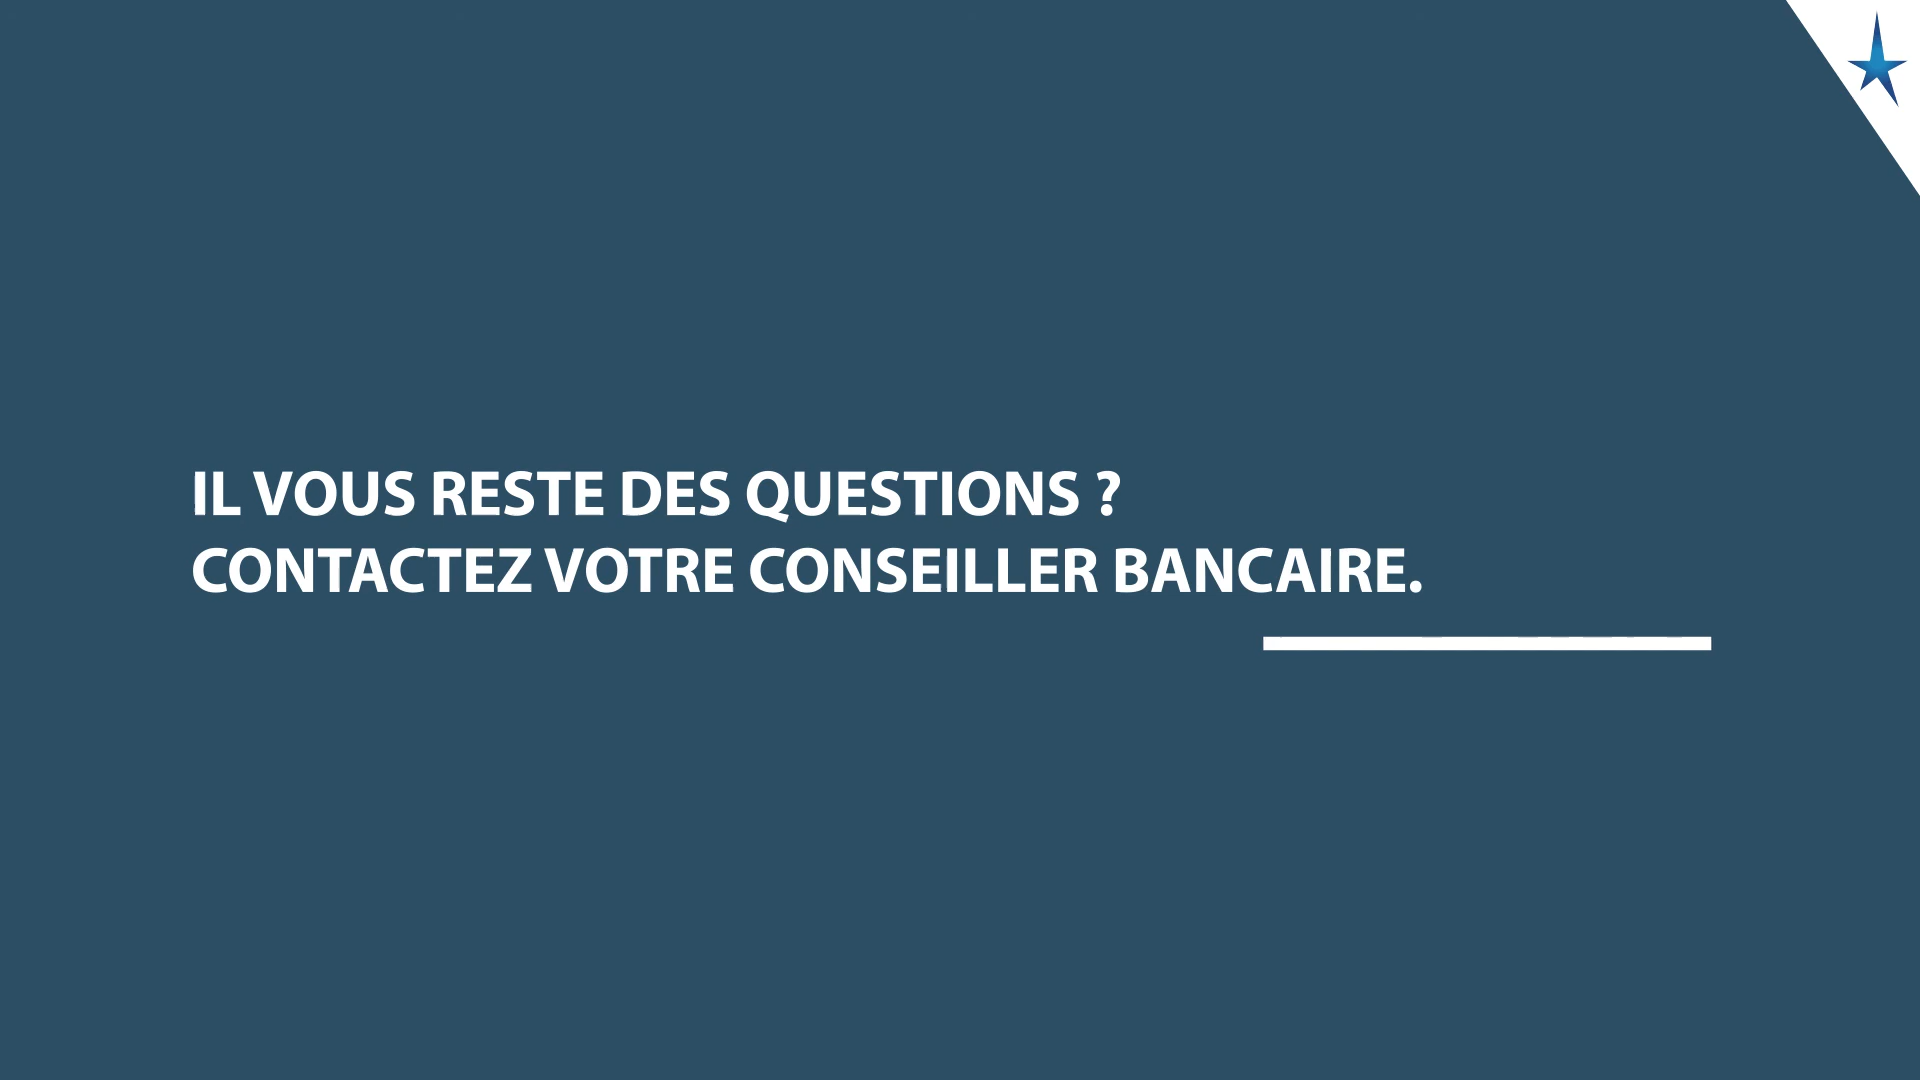 IL VOUS RESTE DES QUESTIONS ?
CONTACTEZ VOTRE CONSEILLER BANCAIRE.